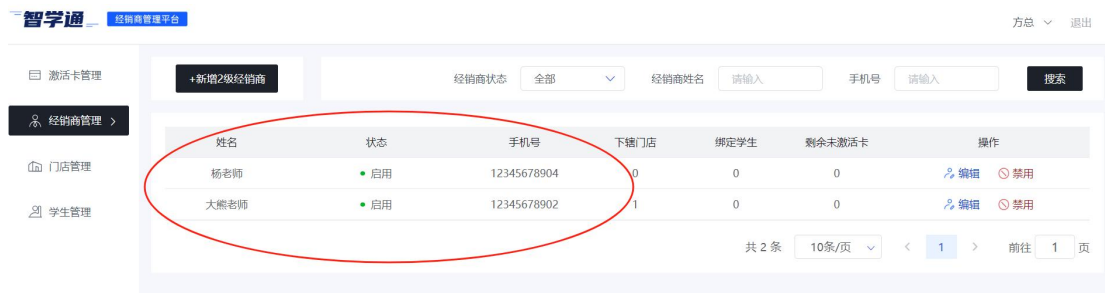 智学通 经销商管理平台 方总 退出
激活卡管理
经销商管理
门店管理
学生管理
+新增2级经销商 经销商状态 全部 经销商姓名 请输入 手机号 请输入 搜索
姓名 状态 手机号 下辖门店 绑定学生 剩余未激活卡 操作
杨老师 启用 12345678904 0 0 0 编辑 禁用
大熊老师 启用 12345678902 1 0 0 编辑 禁用
共 2 条 10条/页 < 1 > 前往 1 页